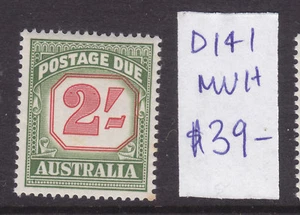 POSTAGE DUE
2/-
AUSTRALIA
D141
MUH
$39-